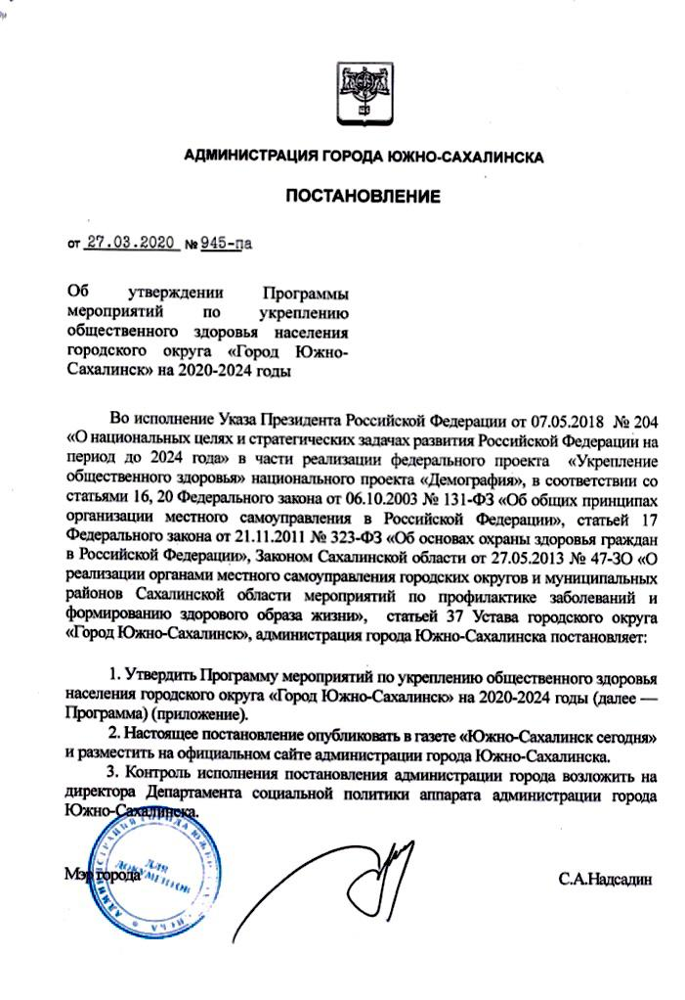 АДМИНИСТРАЦИЯ ГОРОДА ЮЖНО-САХАЛИНСКА
ПОСТАНОВЛЕНИЕ
от 27.03.2020 № 945-па
Об утверждении Программы
мероприятий по укреплению
общественного здоровья населения
городского округа «Город Южно-
Сахалинск» на 2020-2024 годы
Во исполнение Указа Президента Российской Федерации от 07.05.2018 № 204
«О национальных целях и стратегических задачах развития Российской Федерации на
период до 2024 года» в части реализации федерального проекта «Укрепление
общественного здоровья» национального проекта «Демография», в соответствии со
статьями 16, 20 Федерального закона от 06.10.2003 № 131-ФЗ «Об общих принципах
организации местного самоуправления в Российской Федерации», статьей 17
Федерального закона от 21.11.2011 № 323-ФЗ «Об основах охраны здоровья граждан
в Российской Федерации», Законом Сахалинской области от 27.05.2013 № 47-ЗО «О
реализации органами местного самоуправления городских округов и муниципальных
районов Сахалинской области мероприятий по профилактике заболеваний и
формированию здорового образа жизни», статьей 37 Устава городского округа
«Город Южно-Сахалинск», администрация города Южно-Сахалинска постановляет:
1. Утвердить Программу мероприятий по укреплению общественного здоровья
населения городского округа «Город Южно-Сахалинск» на 2020-2024 годы (далее —
Программа) (приложение).
2. Настоящее постановление опубликовать в газете «Южно-Сахалинск сегодня»
и разместить на официальном сайте администрации города Южно-Сахалинска.
3. Контроль исполнения постановления администрации города возложить на
директора Департамента социальной политики аппарата администрации города
Южно-Сахалинска.
Мэр города С.А.Надсадин
ДЛЯ
ДОКУМЕНТОВ
АДМИНИСТРАЦИЯ ГОРОДА